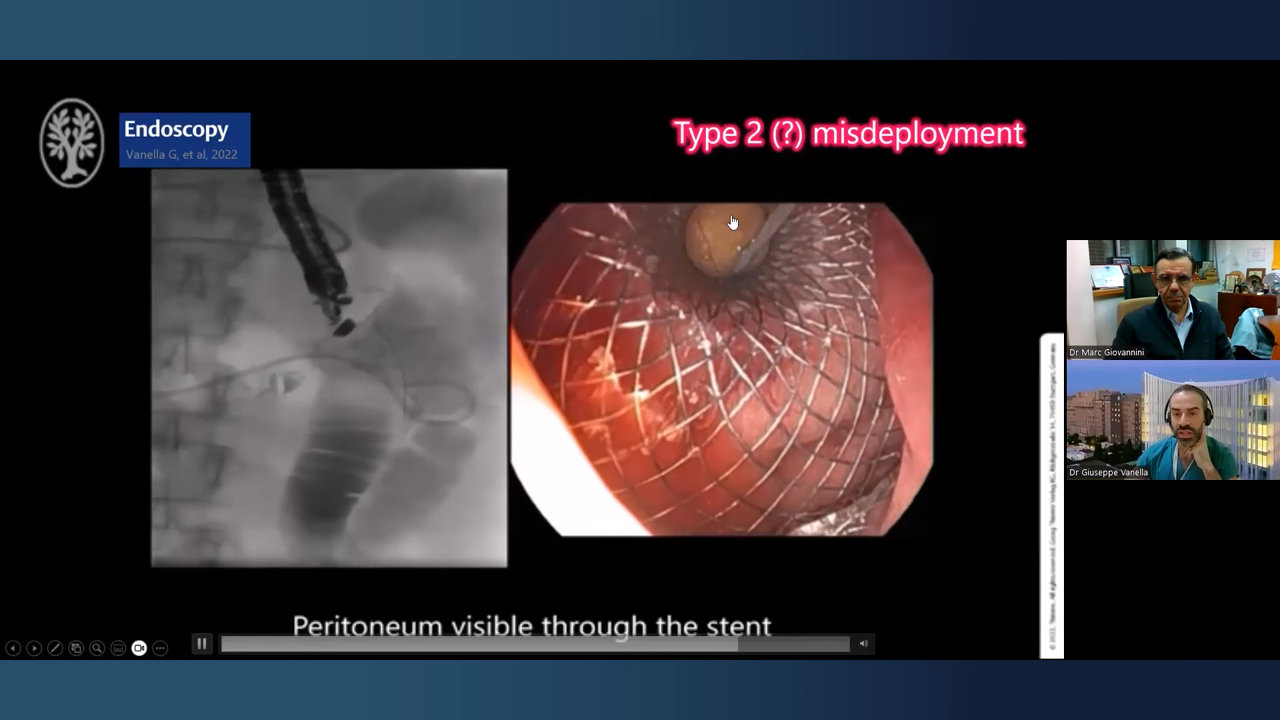 Endoscopy
Vanella G, et al, 2022
Type 2 (?) misdeployment
Dr Marc Giovannini
Dr Giuseppe Vanella
Peritoneum visible through the stent